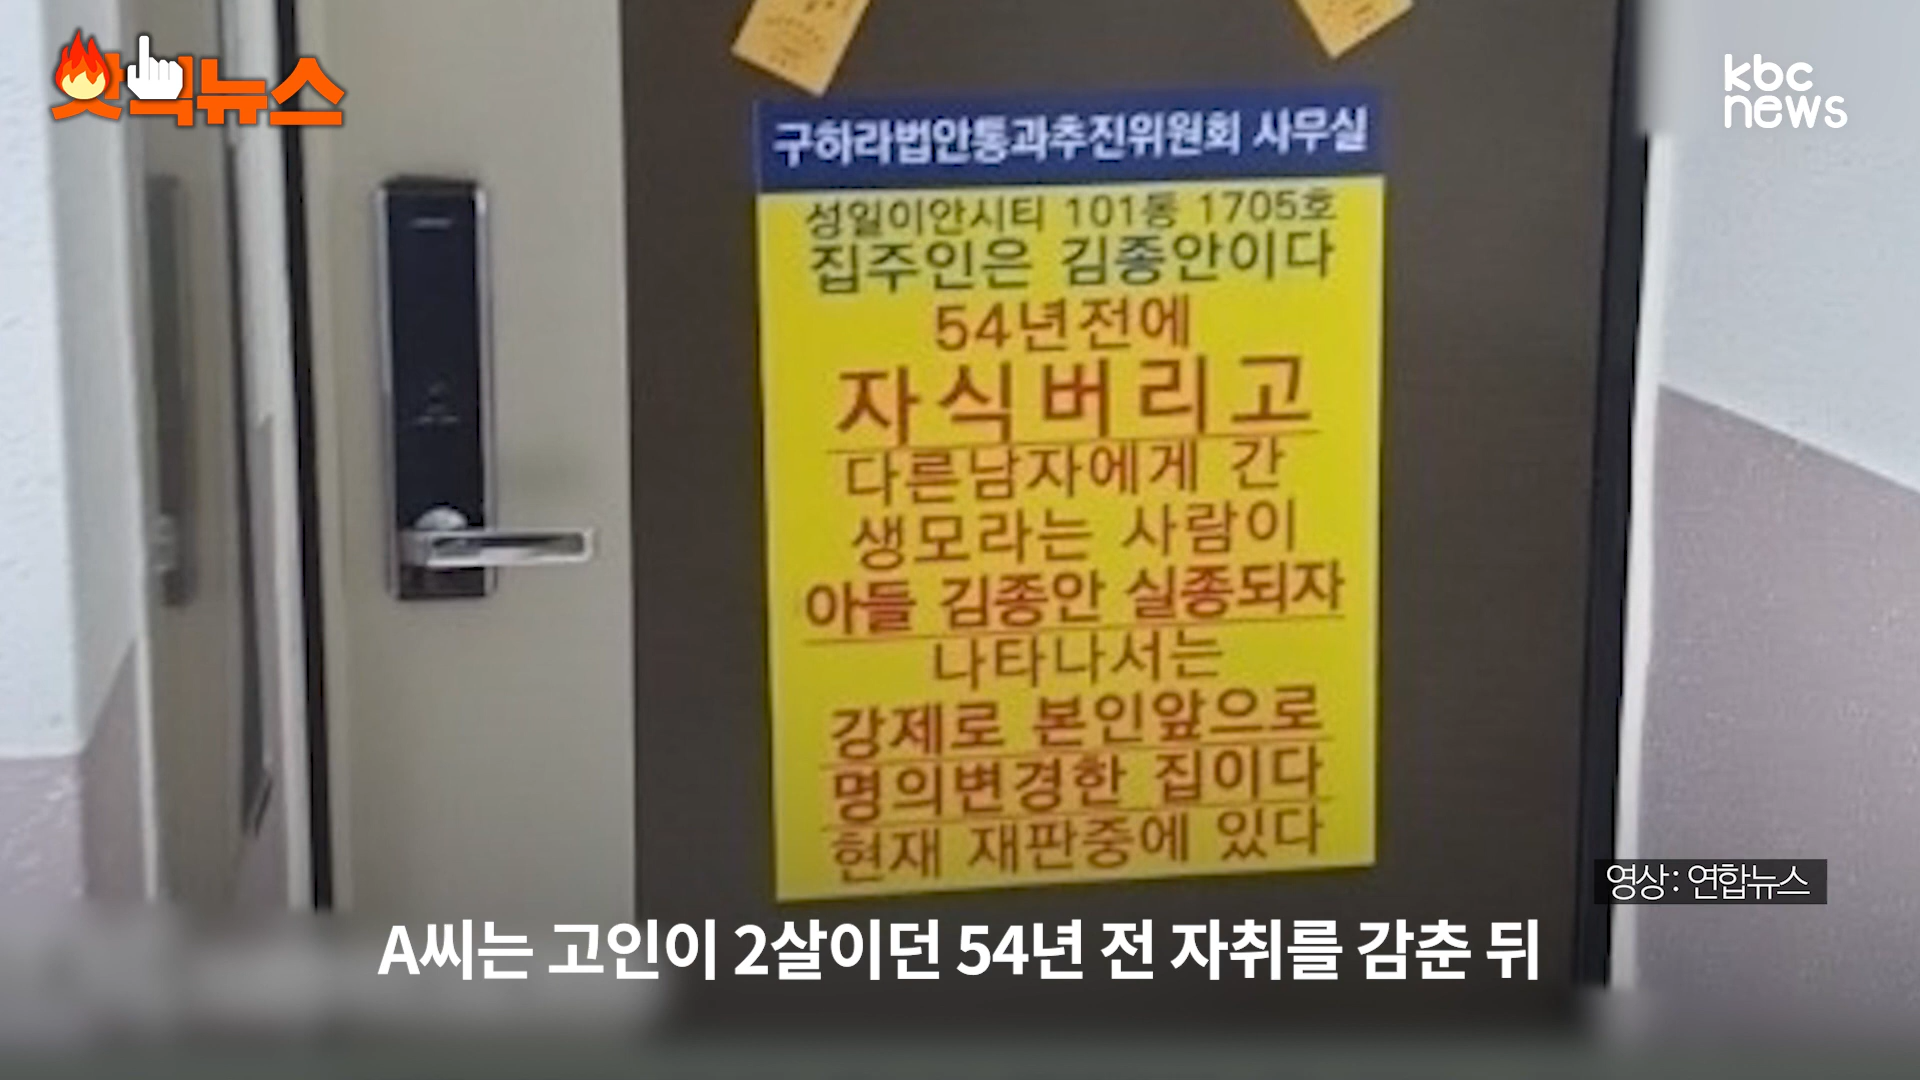 핫픽뉴스
kbc
news
구하라법안통과추진위원회 사무실
성일이안시티 101동 1705호
집주인은 김종안이다
54년전에
자식버리고
다른남자에게 간
생모라는 사람이
아들 김종안 실종되자
나타나서는
강제로 본인앞으로
명의변경한 집이다
현재 재판중에 있다
영상 : 연합뉴스
A씨는 고인이 2살이던 54년 전 자취를 감춘 뒤